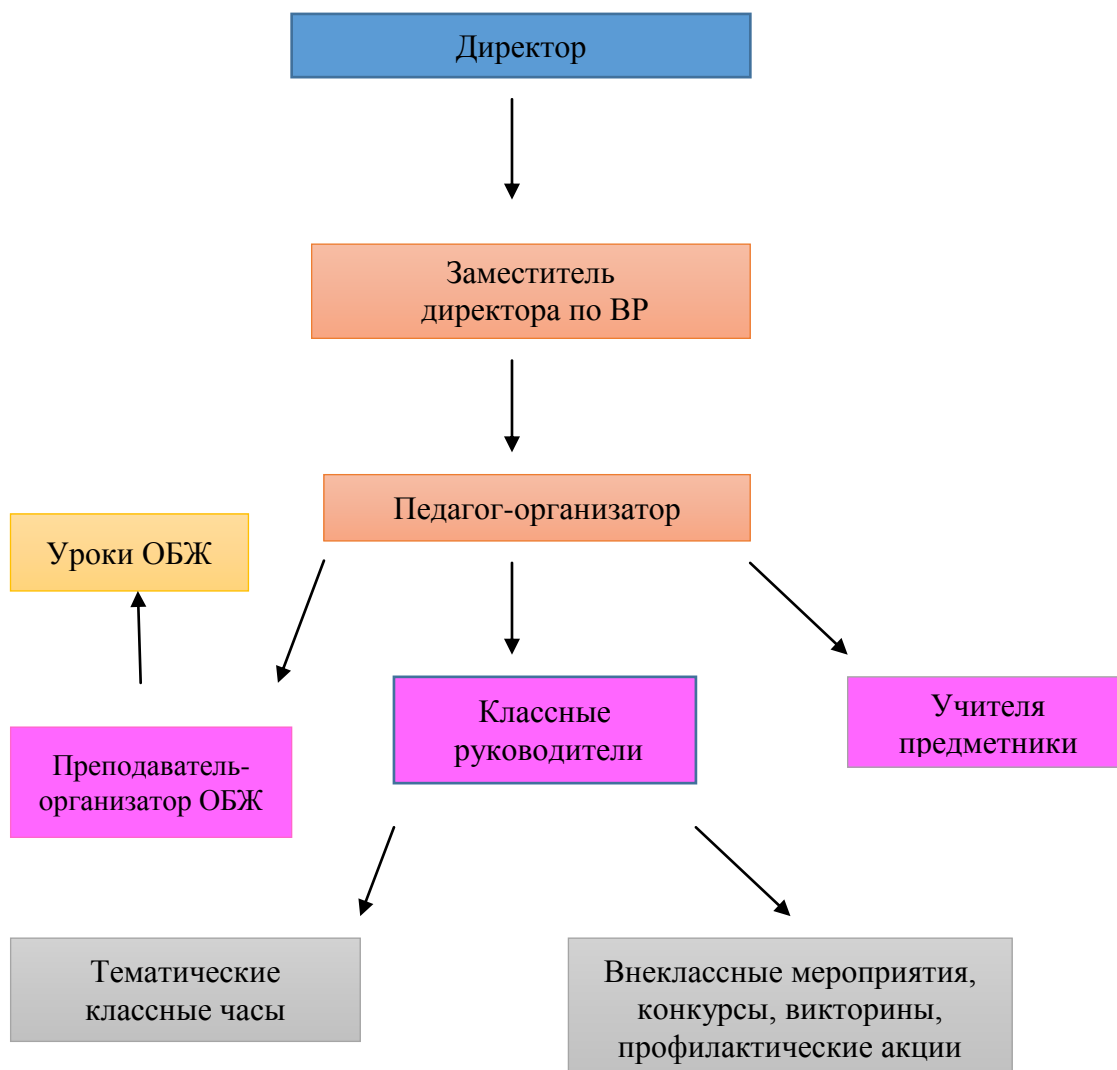 Директор
Заместитель
директора по ВР
Педагог-организатор
Уроки ОБЖ
Классные
руководители
Учителя
предметники
Преподаватель-
организатор ОБЖ
Тематические
классные часы
Внеклассные мероприятия,
конкурсы, викторины,
профилактические акции